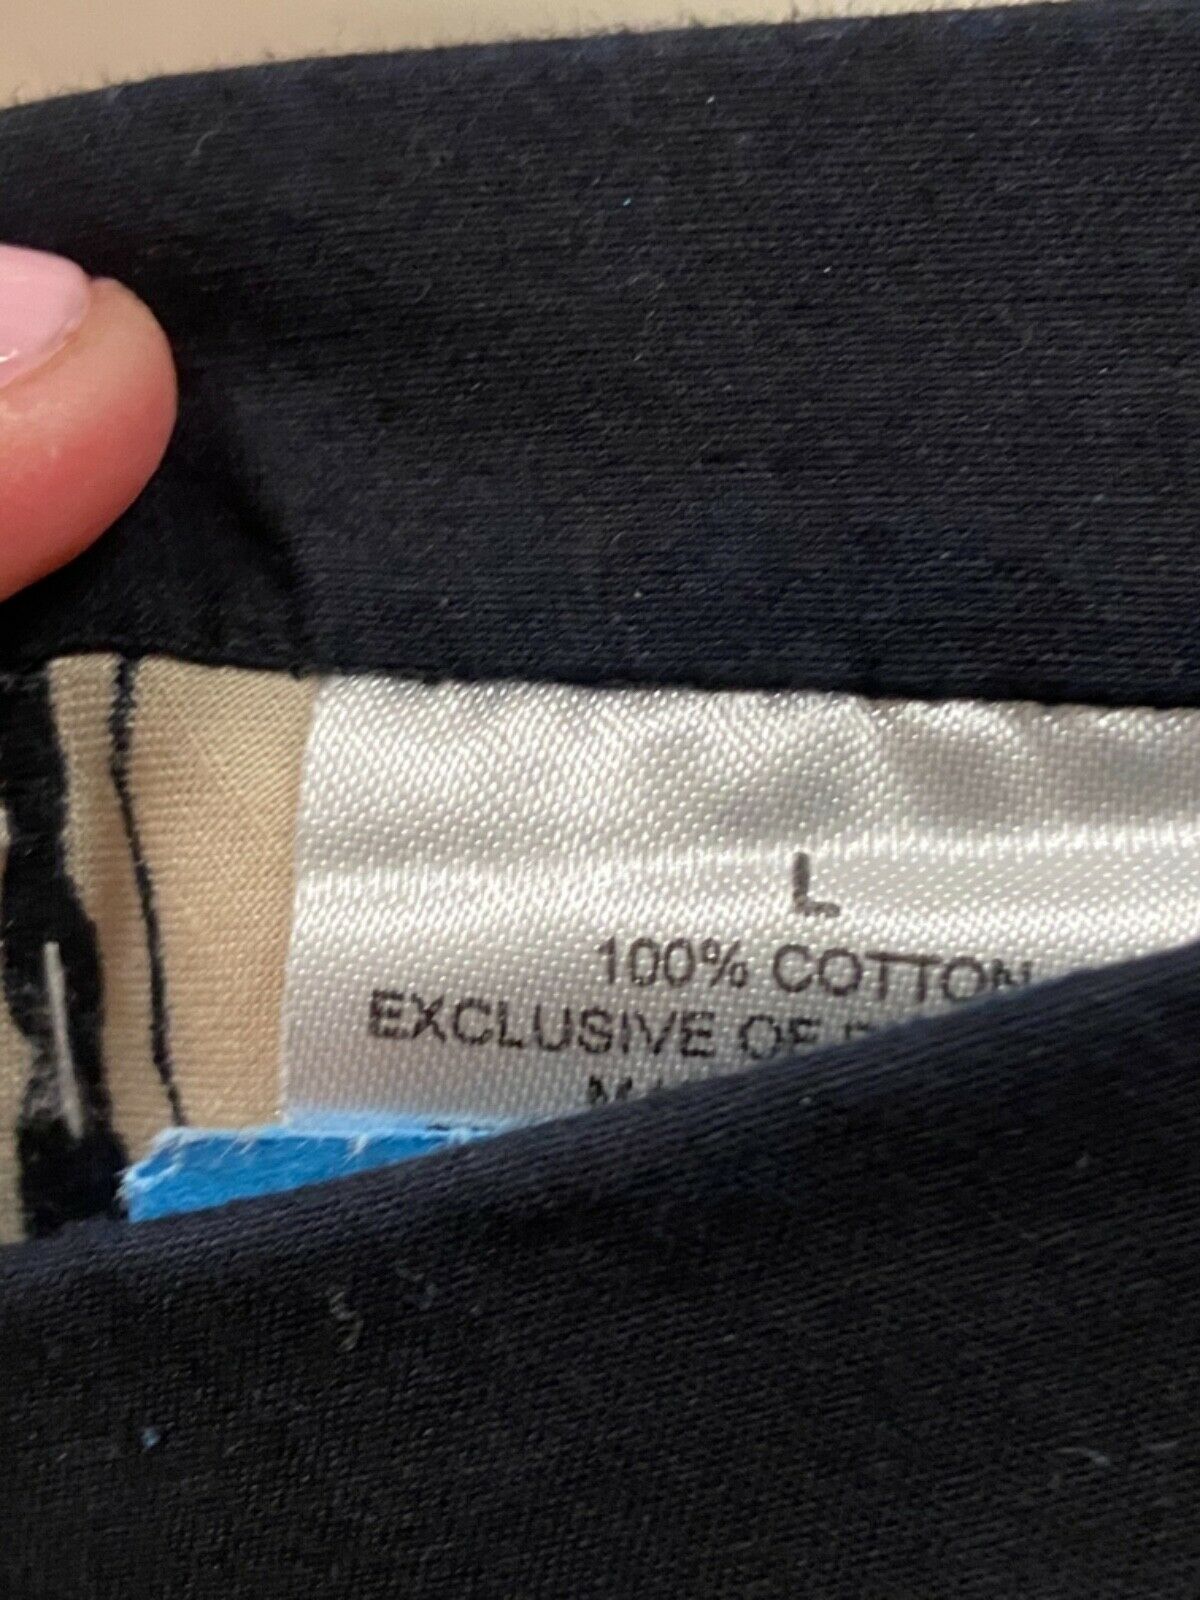 L
100% COTTON
EXCLUSIVE OF